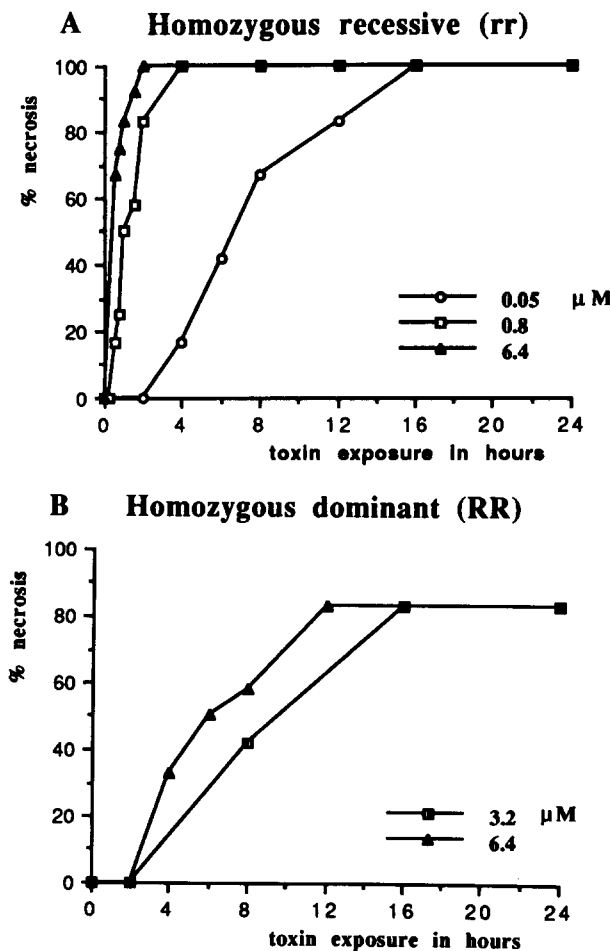 A Homozygous recessive (rr)
100
80
60
40
20
0
% necrosis
0.05 μM
0.8
6.4
0 4 8 12 16 20 24
toxin exposure in hours
B Homozygous dominant (RR)
100
80
60
40
20
0
% necrosis
3.2 μM
6.4
0 4 8 12 16 20 24
toxin exposure in hours